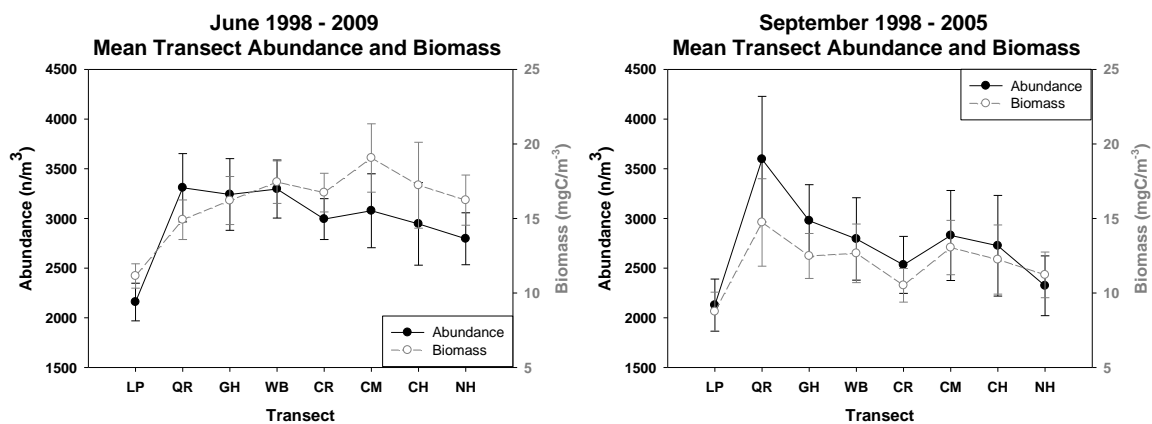 June 1998 - 2009
Mean Transect Abundance and Biomass
4500
4000
3500
3000
2500
2000
1500
Abundance (n/m³)
25
20
15
10
5
Biomass (mgC/m⁻³)
Abundance
Biomass
LP QR GH WB CR CM CH NH
Transect
September 1998 - 2005
Mean Transect Abundance and Biomass
4500
4000
3500
3000
2500
2000
1500
Abundance (n/m³)
25
20
15
10
5
Biomass (mgC/m⁻³)
Abundance
Biomass
LP QR GH WB CR CM CH NH
Transect